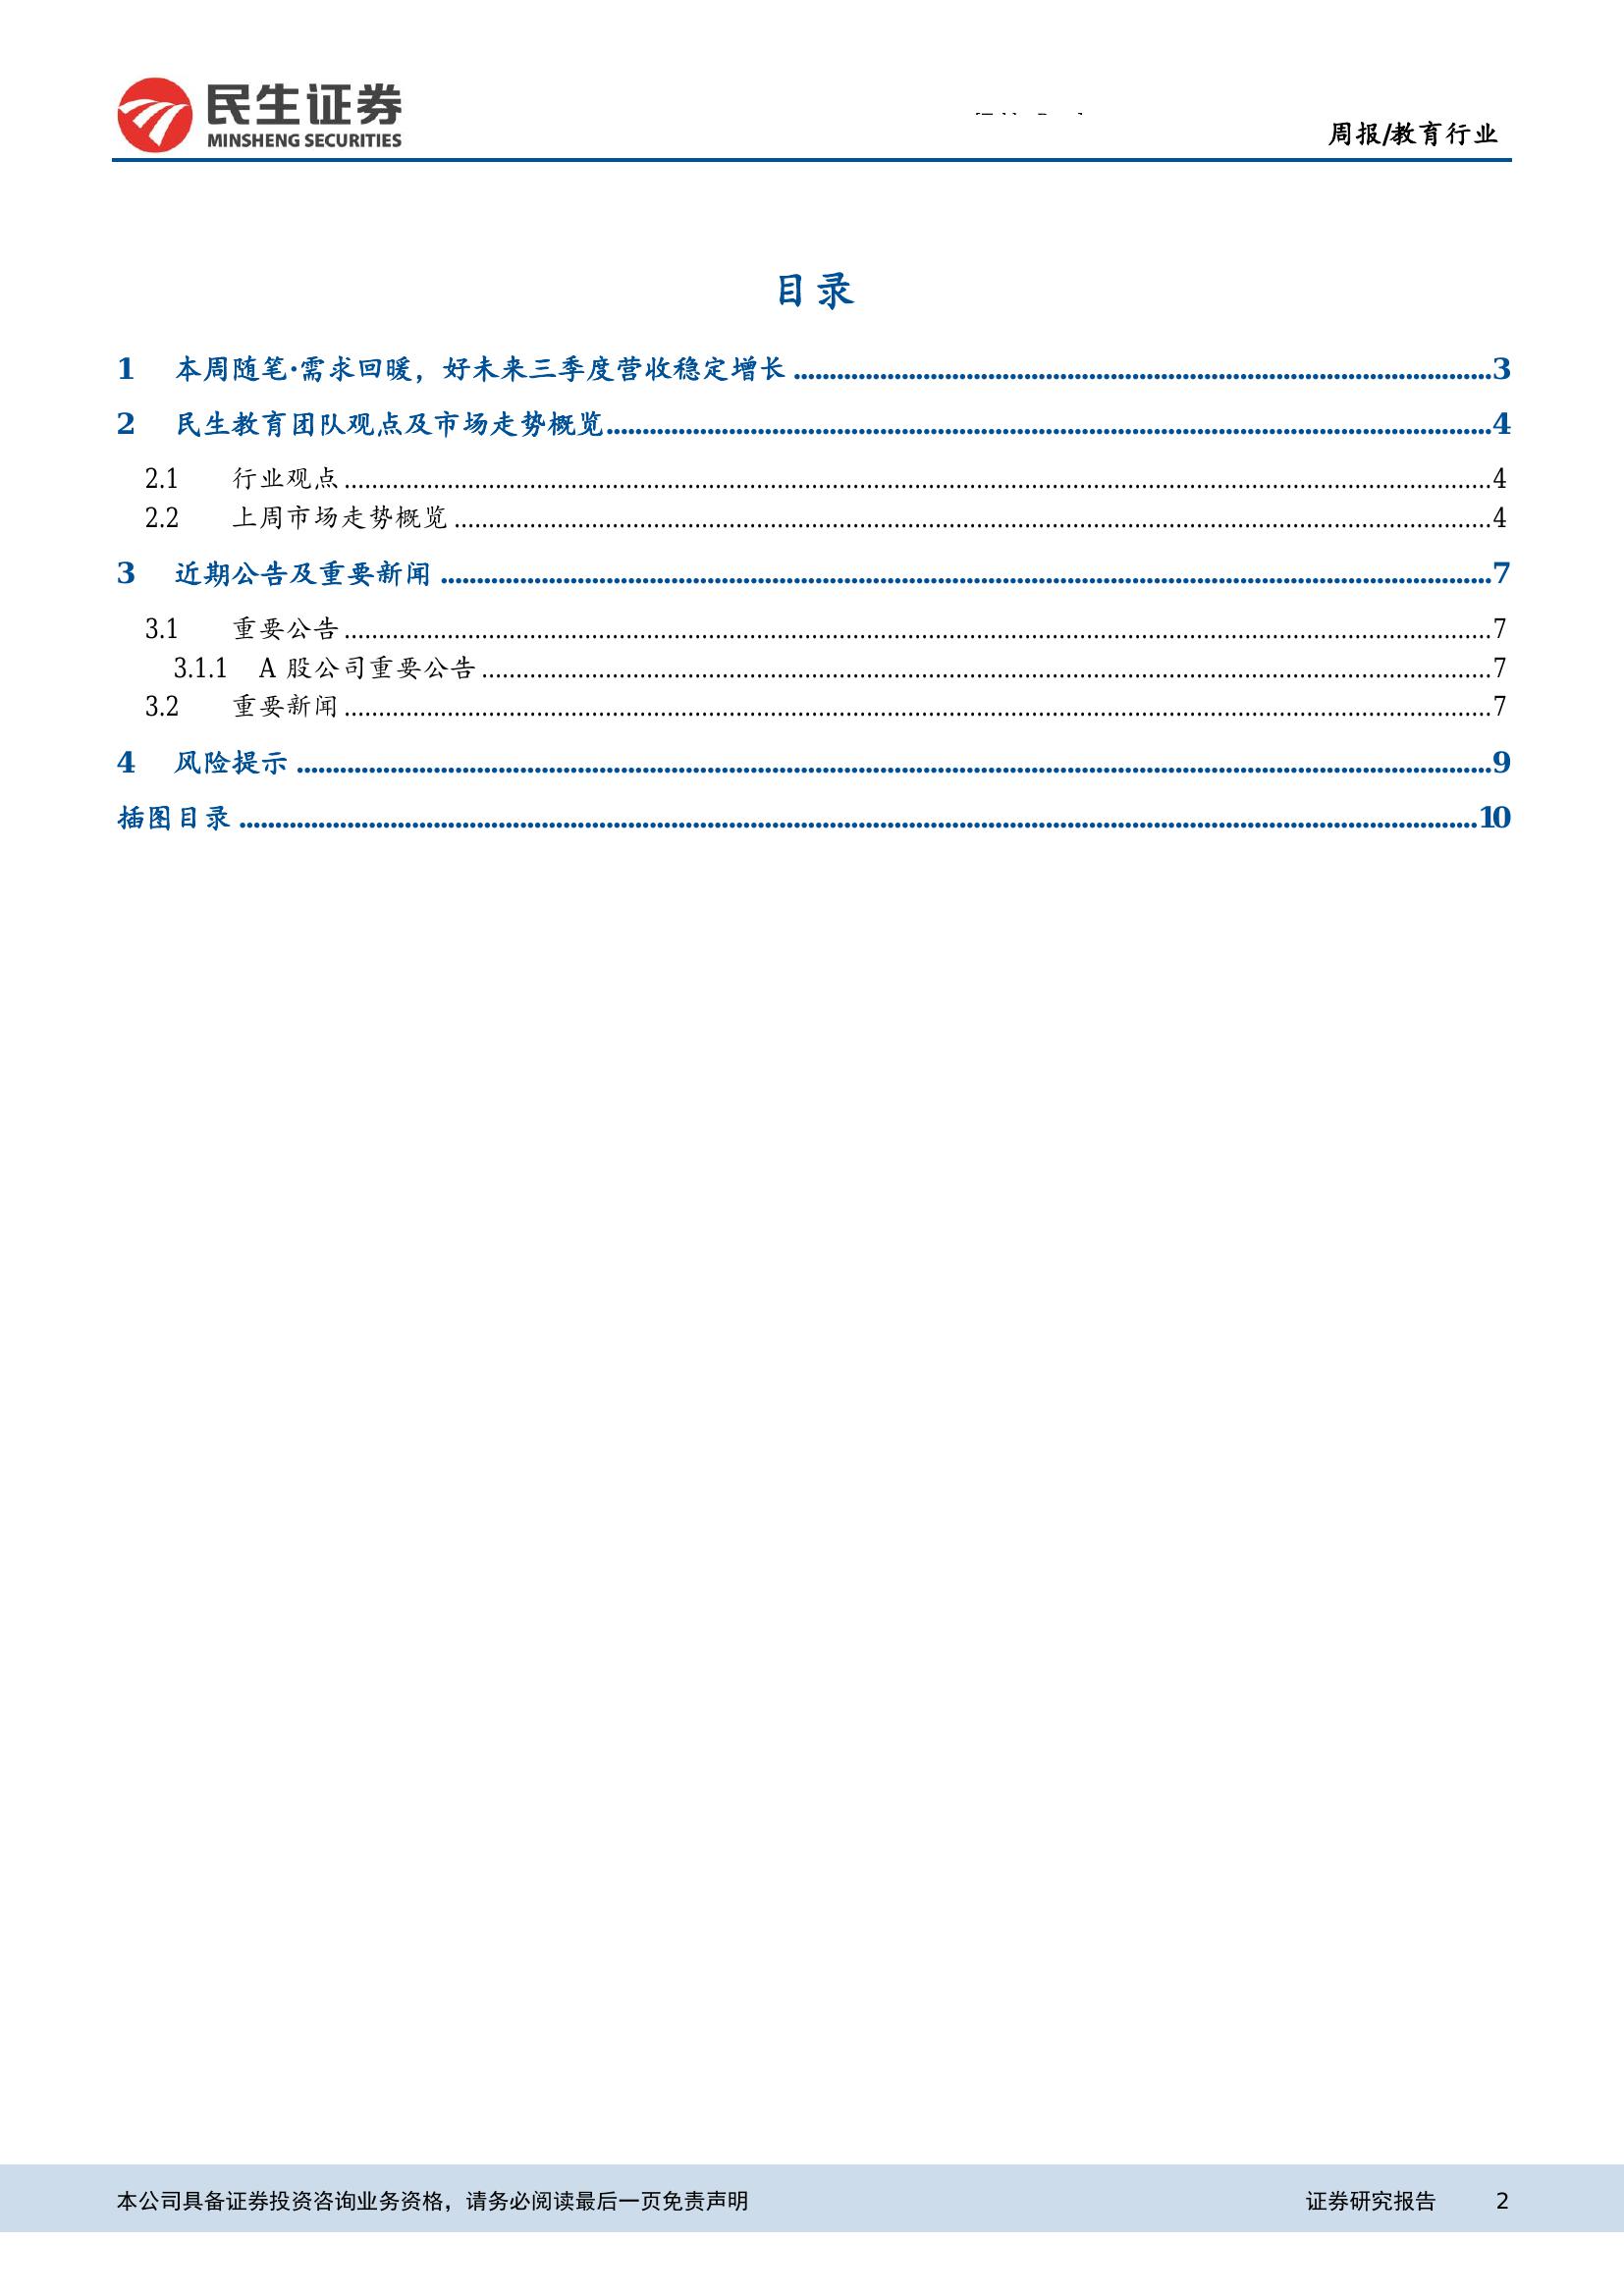 民生证券
MINSHENG SECURITIES
周报/教育行业
目录
1 本周随笔·需求回暖，好未来三季度营收稳定增长........................................3
2 民生教育团队观点及市场走势概览........................................4
2.1 行业观点........................................4
2.2 上周市场走势概览........................................4
3 近期公告及重要新闻........................................7
3.1 重要公告........................................7
3.1.1 A 股公司重要公告........................................7
3.2 重要新闻........................................7
4 风险提示........................................9
插图目录........................................10
本公司具备证券投资咨询业务资格，请务必阅读最后一页免责声明 证券研究报告 2